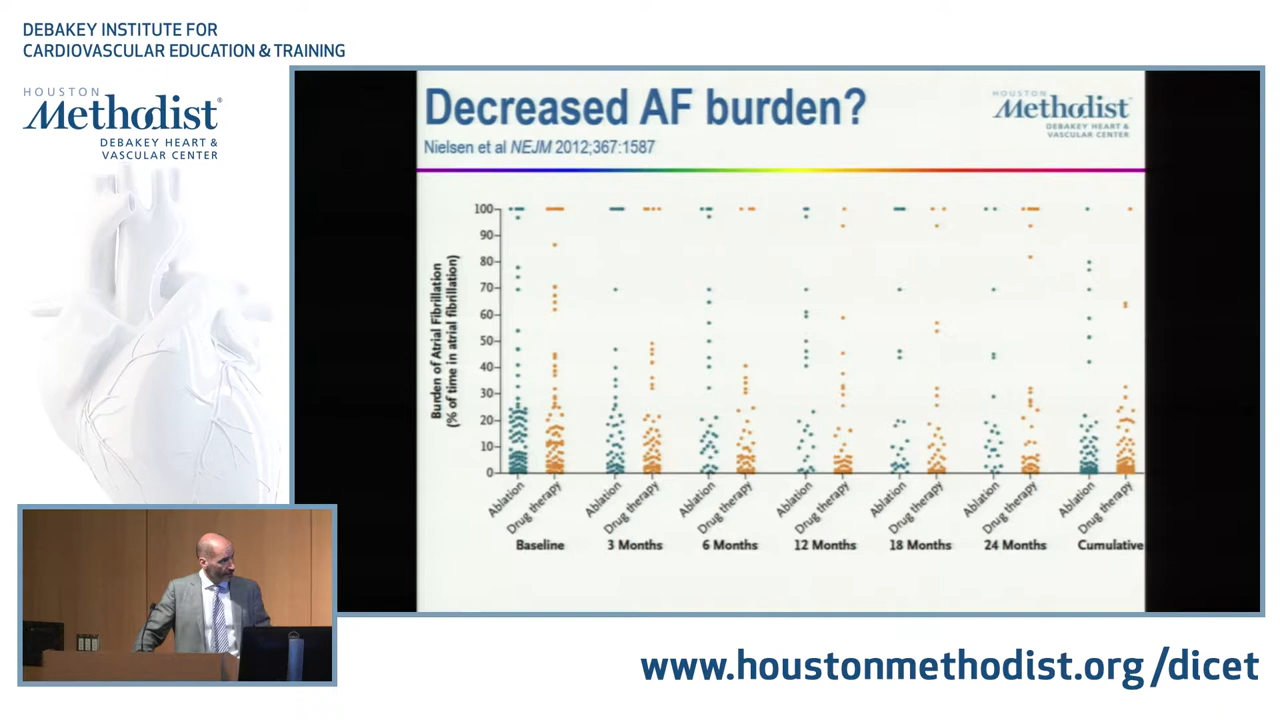 DEBAKEY INSTITUTE FOR
CARDIOVASCULAR EDUCATION & TRAINING
HOUSTON
Methodist®
DEBAKEY HEART &
VASCULAR CENTER
Decreased AF burden?
Nielsen et al NEJM 2012;367:1587
HOUSTON
Methodist
DEBAKEY HEART &
VASCULAR CENTER
Burden of Atrial Fibrillation
(% of time in atrial fibrillation)
100
90
80
70
60
50
40
30
20
10
0
Ablation
Drug therapy
Ablation
Drug therapy
Ablation
Drug therapy
Ablation
Drug therapy
Ablation
Drug therapy
Ablation
Drug therapy
Ablation
Drug therapy
Baseline
3 Months
6 Months
12 Months
18 Months
24 Months
Cumulative
www.houstonmethodist.org/dicet